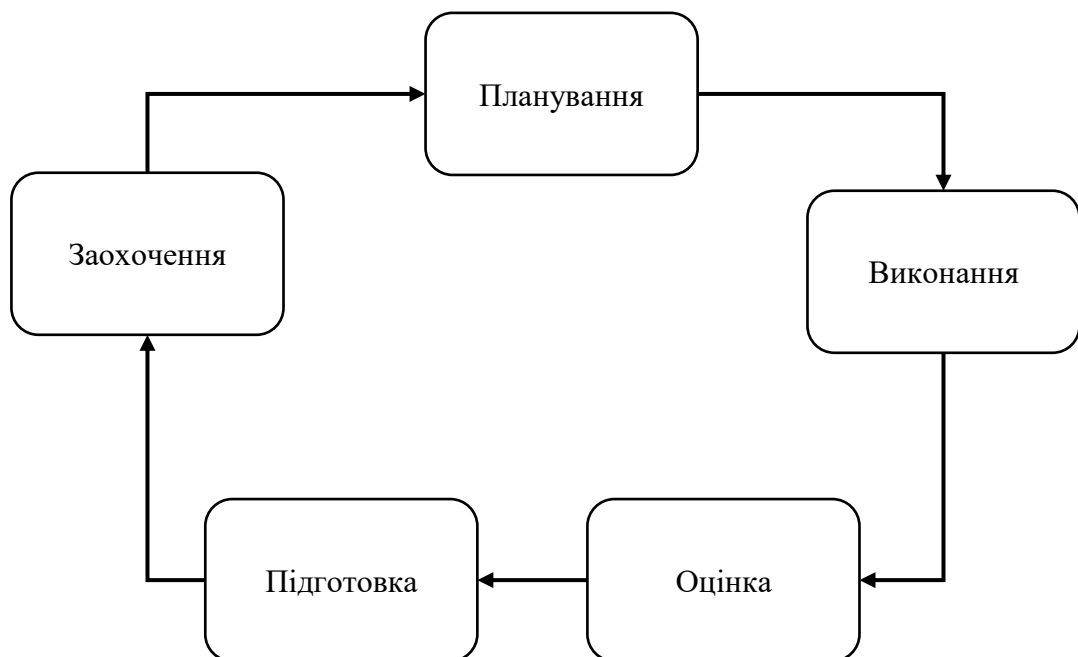 Планування
Заохочення
Виконання
Підготовка
Оцінка